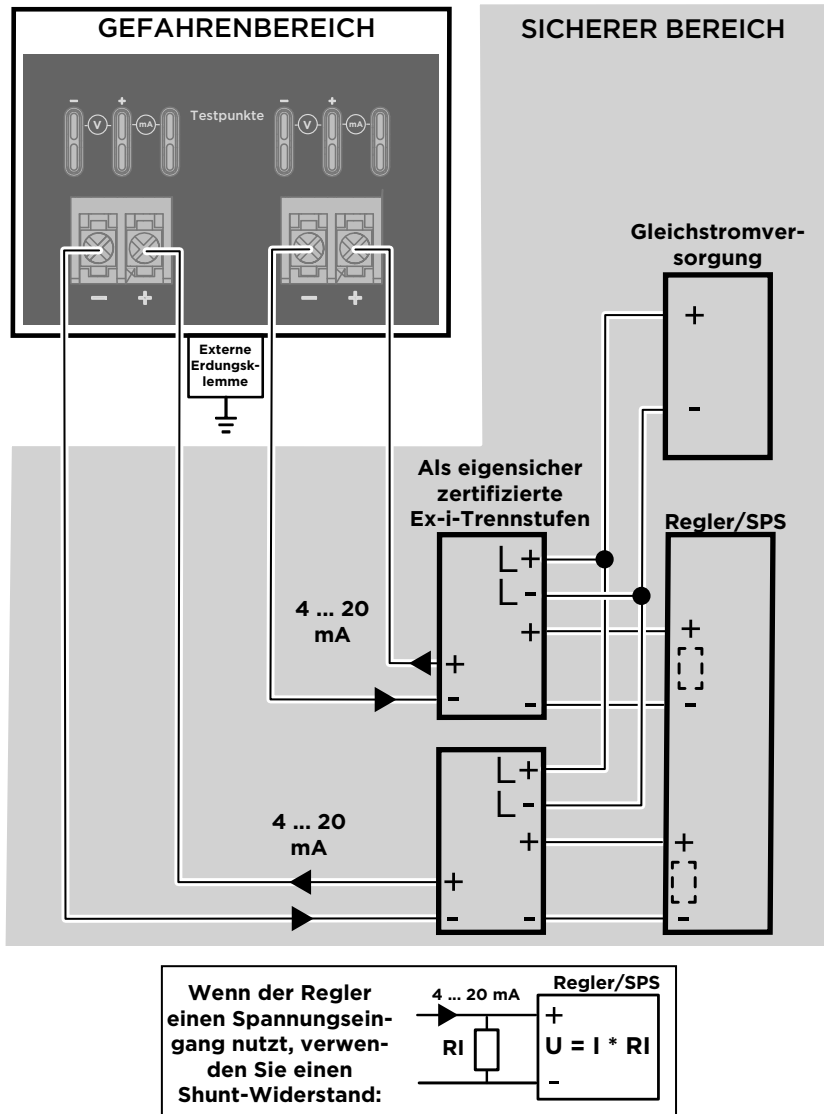 GEFAHRENBEREICH
SICHERER BEREICH
- + - +
V mA Testpunkte V mA
- + - +
Externe
Erdungsk-
lemme
Gleichstromver-
sorgung
+
-
Als eigensicher
zertifizierte
Ex-i-Trennstufen
Regler/SPS
L+
L-
4 ... 20
mA
+ +
+
- - -
L+
L-
4 ... 20
mA
+ +
+
- - -
Wenn der Regler
einen Spannungsein-
gang nutzt, verwen-
den Sie einen
Shunt-Widerstand:
4 ... 20 mA
RI
Regler/SPS
+
U = I * RI
-